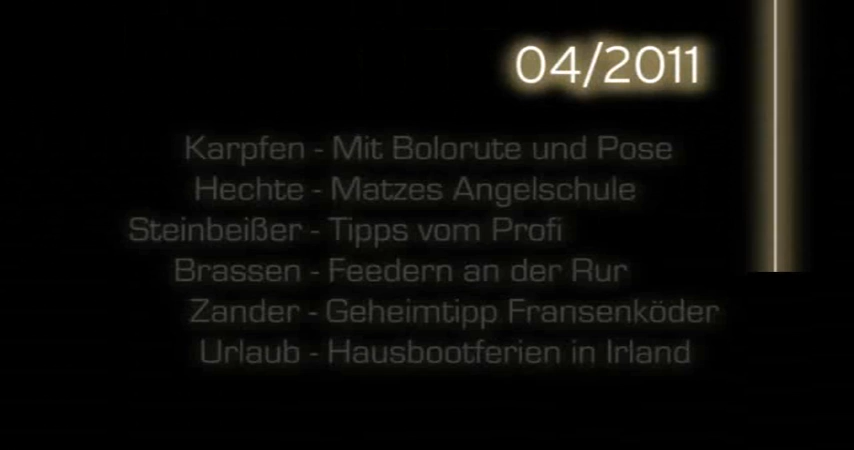 04/2011
Karpfen - Mit Bolorute und Pose
Hechte - Matzes Angelschule
Steinbeißer - Tipps vom Profi
Brassen - Feedern an der Rur
Zander - Geheimtipp Fransenköder
Urlaub - Hausbootferien in Irland